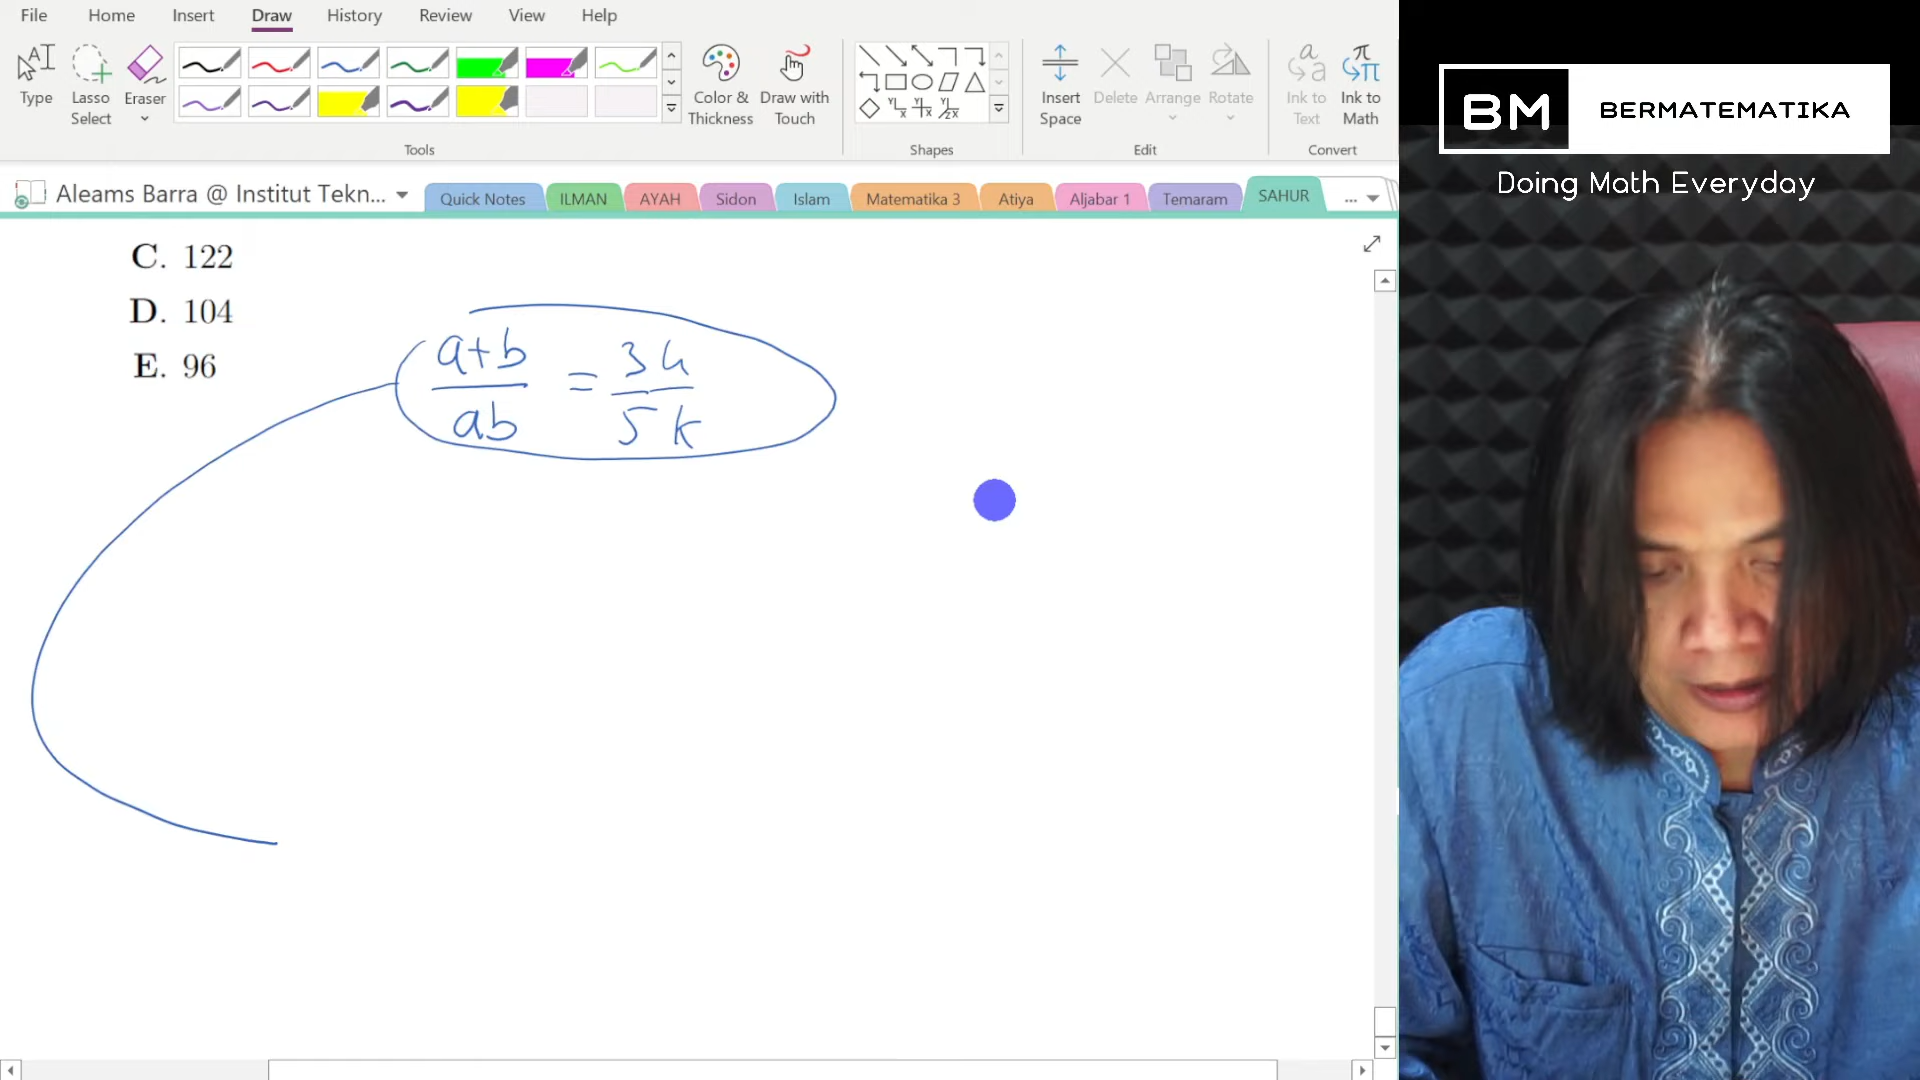 File Home Insert Draw History Review View Help
Type Lasso Select Eraser Color & Thickness Draw with Touch Insert Space Delete Arrange Rotate Ink to Text Ink to Math
Tools Shapes Edit Convert
Aleams Barra @ Institut Tekn... Quick Notes ILMAN AYAH Sidon Islam Matematika 3 Atiya Aljabar 1 Temaram SAHUR ...
BM BERMATEMATIKA
Doing Math Everyday
C. 122
D. 104
E. 96
a+b = 3k
ab 5k